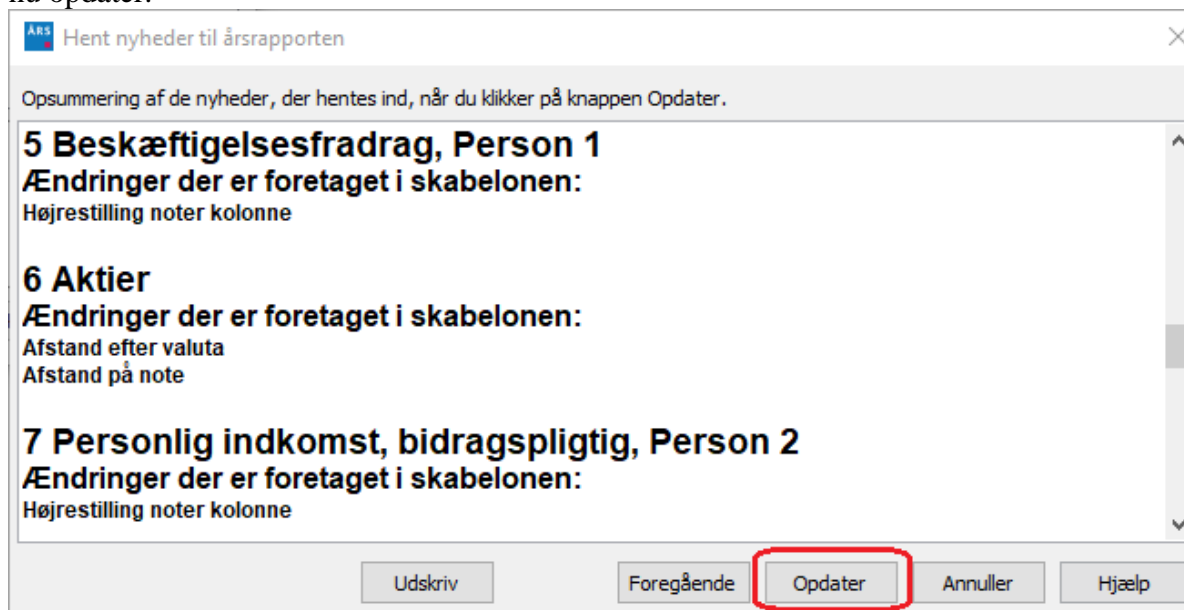 nu opdater.
ÅRS Hent nyheder til årsrapporten
Opsummering af de nyheder, der hentes ind, når du klikker på knappen Opdater.
5 Beskæftigelsesfradrag, Person 1
Ændringer der er foretaget i skabelonen:
Højrestilling noter kolonne
6 Aktier
Ændringer der er foretaget i skabelonen:
Afstand efter valuta
Afstand på note
7 Personlig indkomst, bidragspligtig, Person 2
Ændringer der er foretaget i skabelonen:
Højrestilling noter kolonne
Udskriv Foregående Opdater Annuller Hjælp